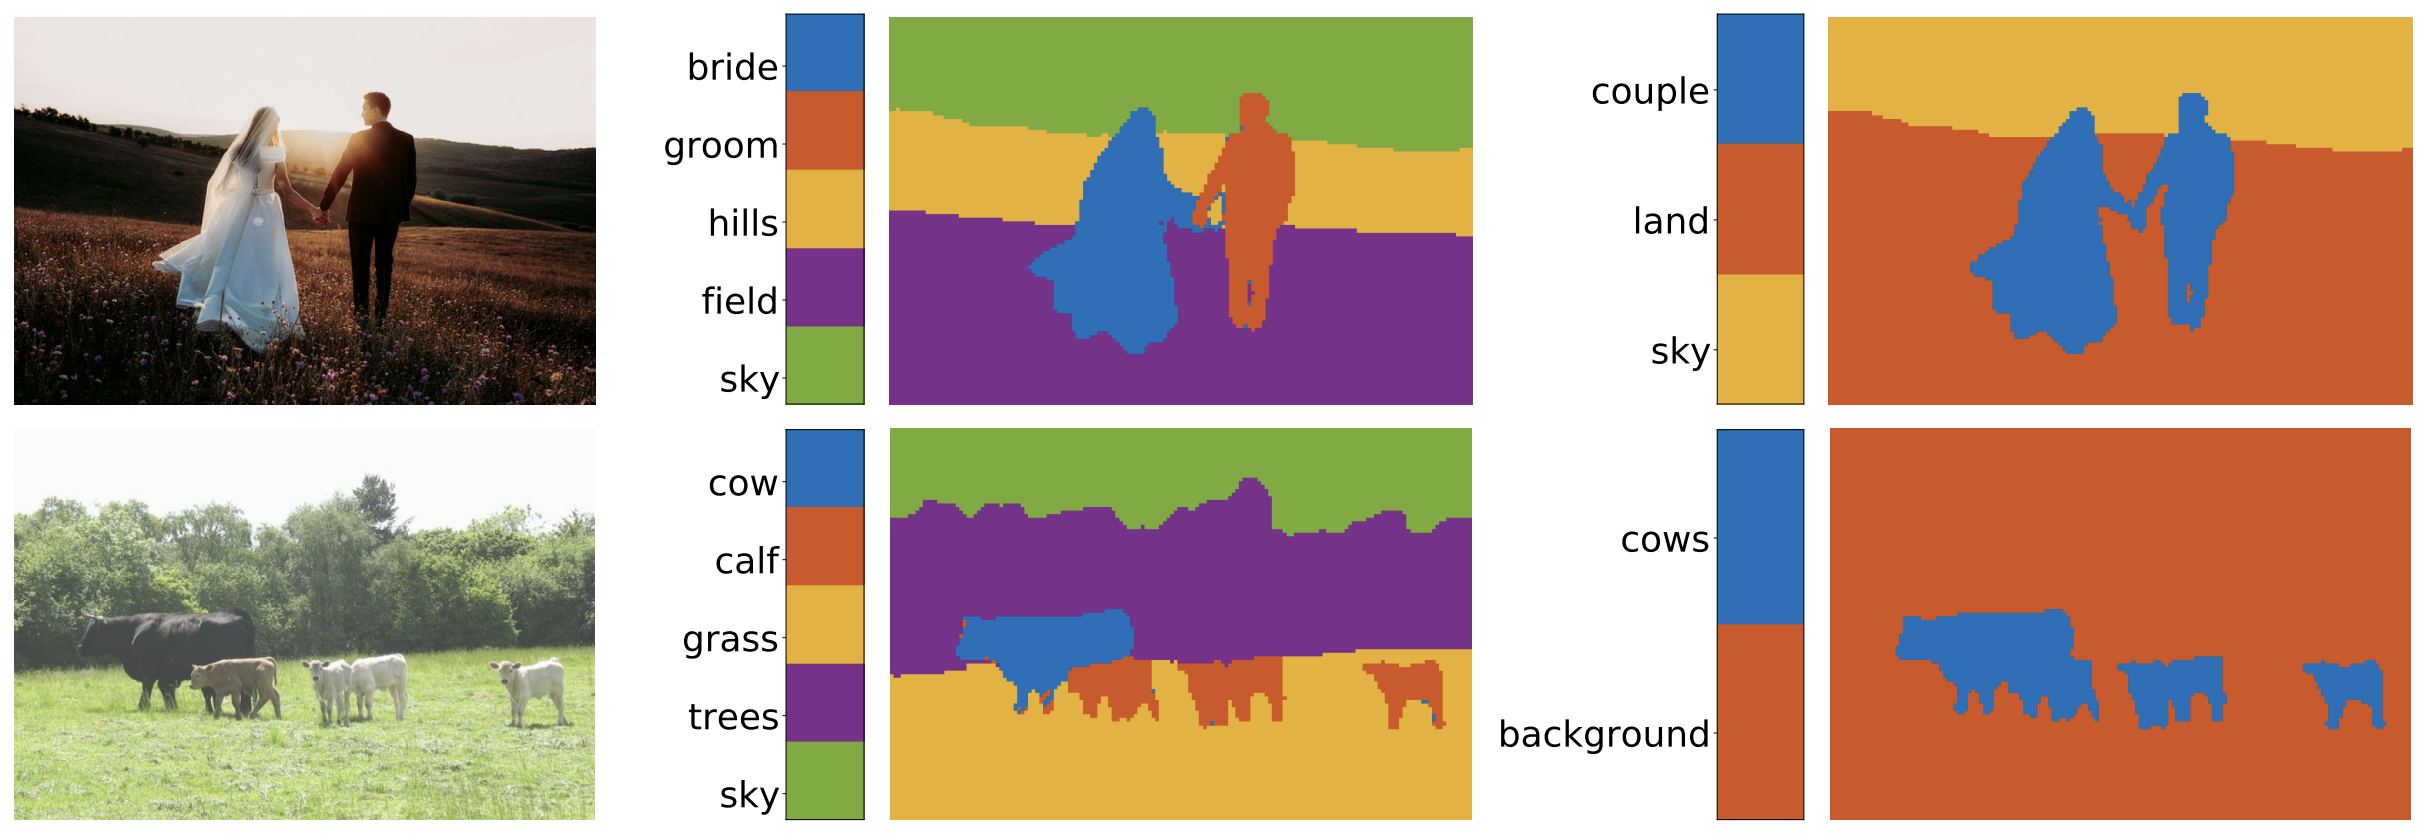 bride
groom
hills
field
sky
couple
land
sky
cow
calf
grass
trees
sky
cows
background